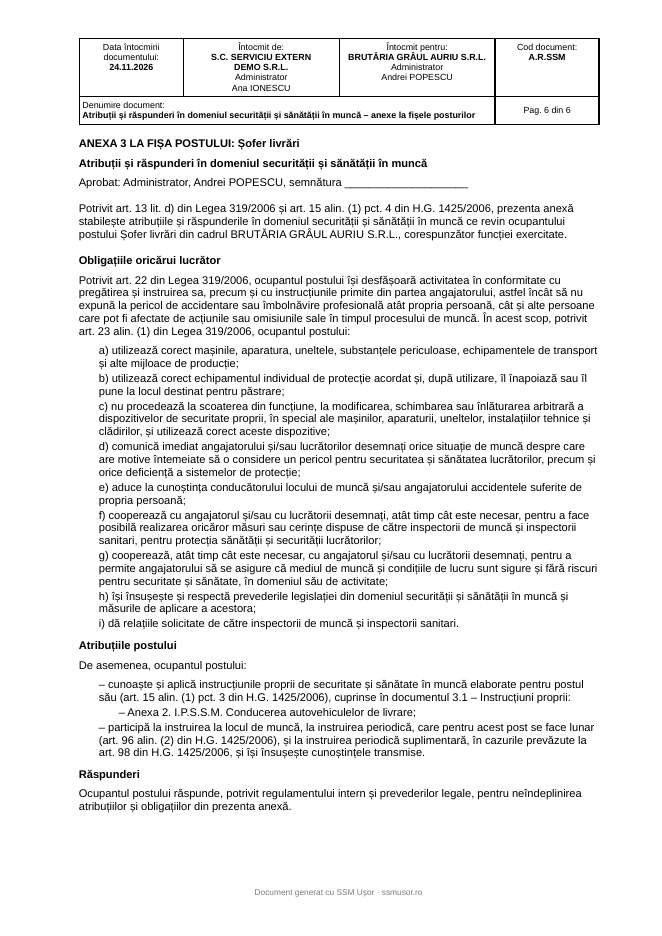 Data întocmirii documentului:
24.11.2026
Întocmit de:
S.C. SERVICIU EXTERN
DEMO S.R.L.
Administrator
Ana IONESCU
Întocmit pentru:
BRUTĂRIA GRÂUL AURIU S.R.L.
Administrator
Andrei POPESCU
Cod document:
A.R.SSM
Denumire document:
Atribuții și răspunderi în domeniul securității și sănătății în muncă – anexe la fișele posturilor
Pag. 6 din 6
ANEXA 3 LA FIȘA POSTULUI: Șofer livrări
Atribuții și răspunderi în domeniul securității și sănătății în muncă
Aprobat: Administrator, Andrei POPESCU, semnătura _____________________
Potrivit art. 13 lit. d) din Legea 319/2006 și art. 15 alin. (1) pct. 4 din H.G. 1425/2006, prezenta anexă
stabilește atribuțiile și răspunderile în domeniul securității și sănătății în muncă ce revin ocupantului
postului Șofer livrări din cadrul BRUTĂRIA GRÂUL AURIU S.R.L., corespunzător funcției exercitate.
Obligațiile oricărui lucrător
Potrivit art. 22 din Legea 319/2006, ocupantul postului își desfășoară activitatea în conformitate cu
pregătirea și instruirea sa, precum și cu instrucțiunile primite din partea angajatorului, astfel încât să nu
expună la pericol de accidentare sau îmbolnăvire profesională atât propria persoană, cât și alte persoane
care pot fi afectate de acțiunile sau omisiunile sale în timpul procesului de muncă. În acest scop, potrivit
art. 23 alin. (1) din Legea 319/2006, ocupantul postului:
a) utilizează corect mașinile, aparatura, uneltele, substanțele periculoase, echipamentele de transport
și alte mijloace de producție;
b) utilizează corect echipamentul individual de protecție acordat și, după utilizare, îl înapoiază sau îl
pune la locul destinat pentru păstrare;
c) nu procedează la scoaterea din funcțiune, la modificarea, schimbarea sau înlăturarea arbitrară a
dispozitivelor de securitate proprii, în special ale mașinilor, aparaturii, uneltelor, instalațiilor tehnice și
clădirilor, și utilizează corect aceste dispozitive;
d) comunică imediat angajatorului și/sau lucrătorilor desemnați orice situație de muncă despre care
are motive întemeiate să o considere un pericol pentru securitatea și sănătatea lucrătorilor, precum și
orice deficiență a sistemelor de protecție;
e) aduce la cunoștința conducătorului locului de muncă și/sau angajatorului accidentele suferite de
propria persoană;
f) cooperează cu angajatorul și/sau cu lucrătorii desemnați, atât timp cât este necesar, pentru a face
posibilă realizarea oricăror măsuri sau cerințe dispuse de către inspectorii de muncă și inspectorii
sanitari, pentru protecția sănătății și securității lucrătorilor;
g) cooperează, atât timp cât este necesar, cu angajatorul și/sau cu lucrătorii desemnați, pentru a
permite angajatorului să se asigure că mediul de muncă și condițiile de lucru sunt sigure și fără riscuri
pentru securitate și sănătate, în domeniul său de activitate;
h) își însușește și respectă prevederile legislației din domeniul securității și sănătății în muncă și
măsurile de aplicare a acestora;
i) dă relațiile solicitate de către inspectorii de muncă și inspectorii sanitari.
Atribuțiile postului
De asemenea, ocupantul postului:
– cunoaște și aplică instrucțiunile proprii de securitate și sănătate în muncă elaborate pentru postul
său (art. 15 alin. (1) pct. 3 din H.G. 1425/2006), cuprinse în documentul 3.1 – Instrucțiuni proprii:
– Anexa 2. I.P.S.S.M. Conducerea autovehiculelor de livrare;
– participă la instruirea la locul de muncă, la instruirea periodică, care pentru acest post se face lunar
(art. 96 alin. (2) din H.G. 1425/2006), și la instruirea periodică suplimentară, în cazurile prevăzute la
art. 98 din H.G. 1425/2006, și își însușește cunoștințele transmise.
Răspunderi
Ocupantul postului răspunde, potrivit regulamentului intern și prevederilor legale, pentru neîndeplinirea
atribuțiilor și obligațiilor din prezenta anexă.
Document generat cu SSM Ușor · ssmusor.ro